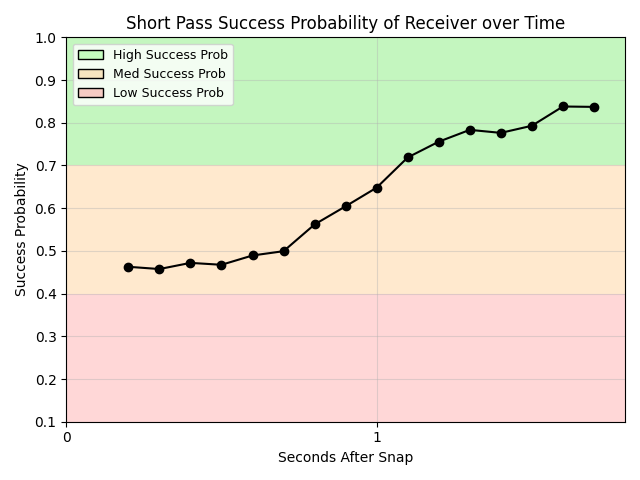 Short Pass Success Probability of Receiver over Time
1.0
0.9
0.8
0.7
0.6
0.5
0.4
0.3
0.2
0.1
Success Probability
High Success Prob
Med Success Prob
Low Success Prob
0
1
Seconds After Snap